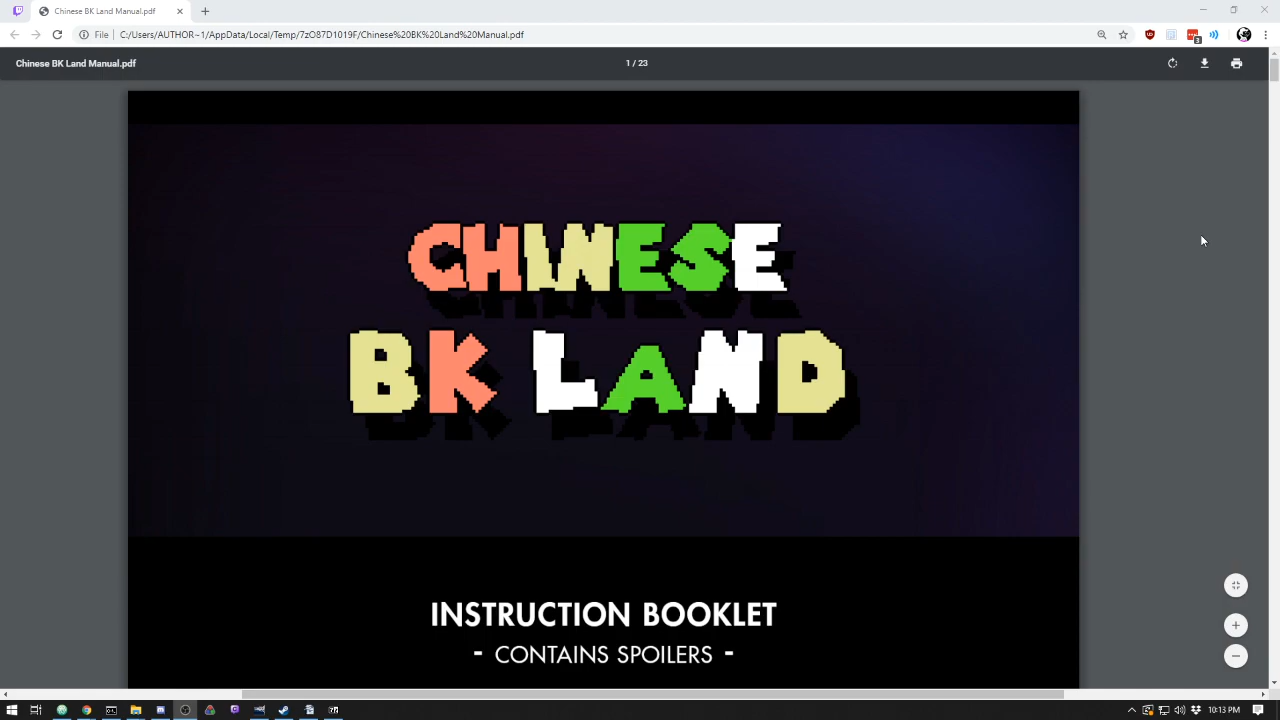 Chinese BK Land Manual.pdf
File
C:/Users/AUTHOR~1/AppData/Local/Temp/7zO87D1019F/Chinese%20BK%20Land%20Manual.pdf
3
Chinese BK Land Manual.pdf
1 / 23
CHINESE
BK LAND
INSTRUCTION BOOKLET
- CONTAINS SPOILERS -
10:13 PM